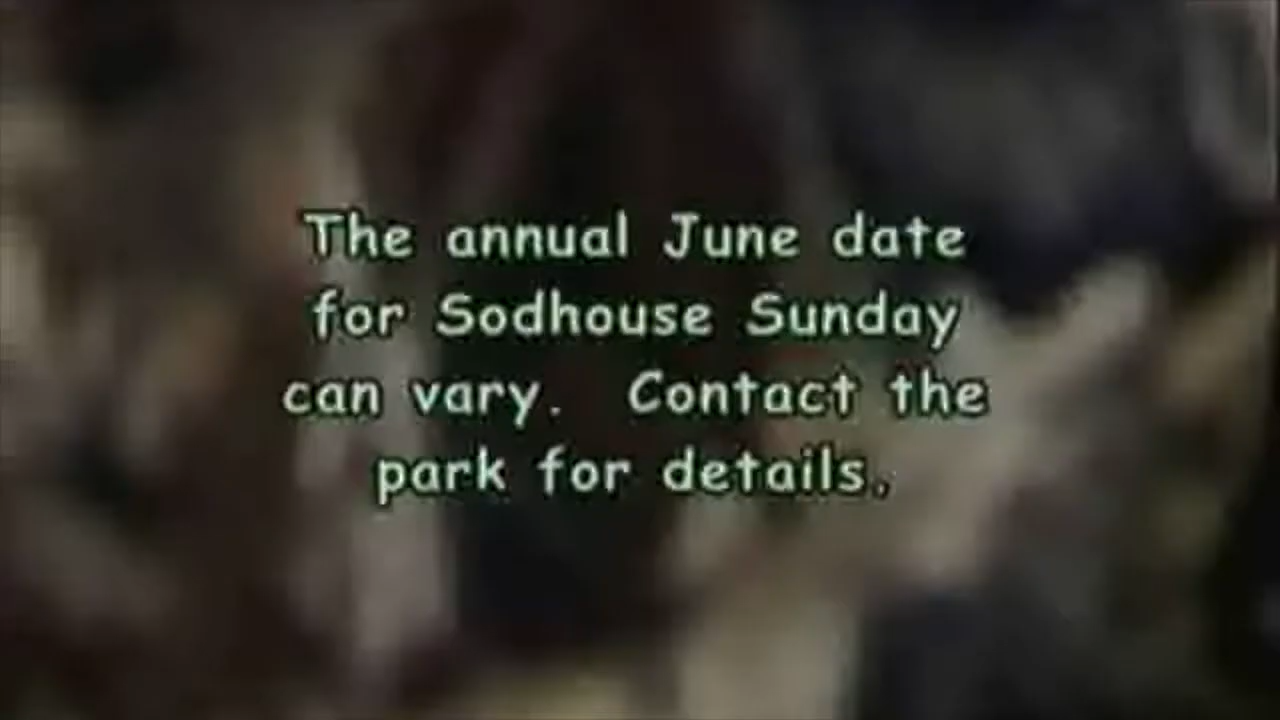 The annual June date
for Sodhouse Sunday
can vary.  Contact the
park for details.